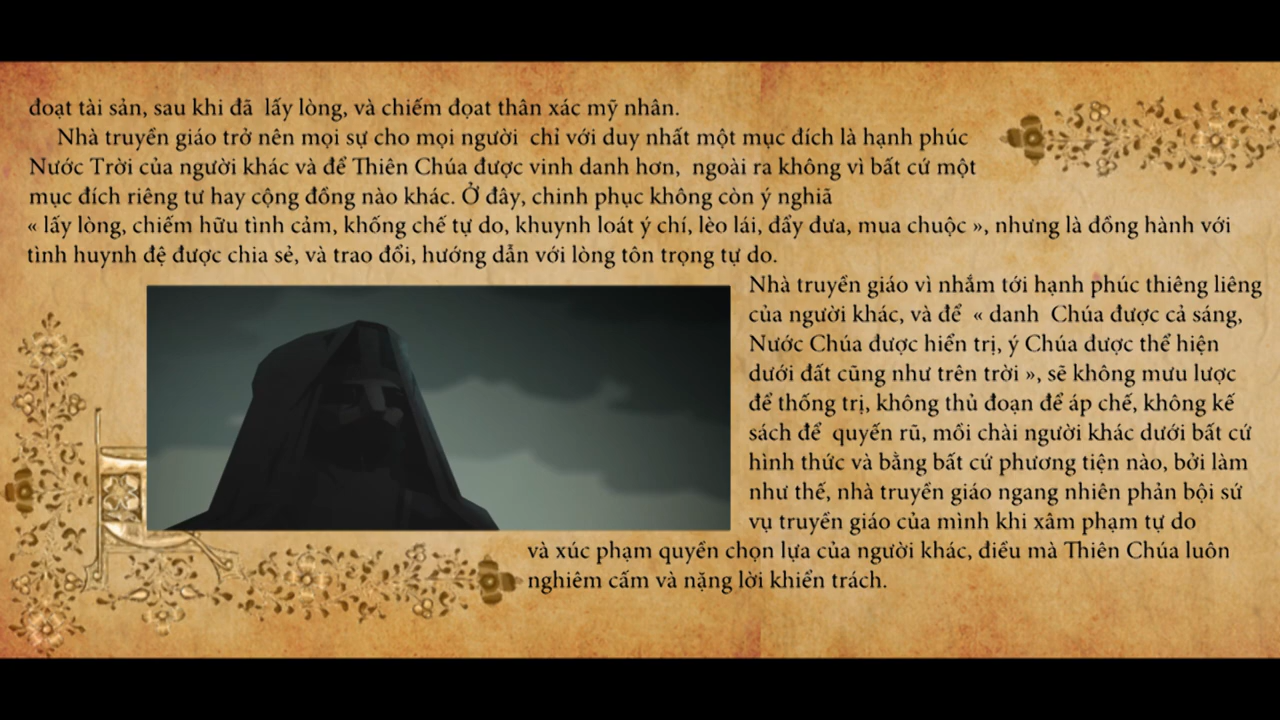 đoạt tài sản, sau khi đã lấy lòng, và chiếm đọat thân xác mỹ nhân.
Nhà truyền giáo trở nên mọi sự cho mọi người chỉ với duy nhất một mục đích là hạnh phúc
Nước Trời của người khác và để Thiên Chúa được vinh danh hơn, ngoài ra không vì bất cứ một
mục đích riêng tư hay cộng đồng nào khác. Ở đây, chinh phục không còn ý nghiã
« lấy lòng, chiếm hữu tình cảm, khống chế tự do, khuynh loát ý chí, lèo lái, đẩy đưa, mua chuộc », nhưng là đồng hành với
tình huynh đệ được chia sẻ, và trao đổi, hướng dẫn với lòng tôn trọng tự do.
Nhà truyền giáo vì nhắm tới hạnh phúc thiêng liêng
của người khác, và để « danh Chúa được cả sáng,
Nước Chúa được hiển trị, ý Chúa dược thể hiện
dưới đất cũng như trên trời », sẽ không mưu lược
để thống trị, không thủ đoạn để áp chế, không kế
sách để quyến rũ, mồi chài người khác dưới bất cứ
hình thức và bằng bất cứ phương tiện nào, bởi làm
như thế, nhà truyền giáo ngang nhiên phản bội sứ
vụ truyền giáo của mình khi xâm phạm tự do
và xúc phạm quyền chọn lựa của người khác, điều mà Thiên Chúa luôn
nghiêm cấm và nặng lời khiển trách.